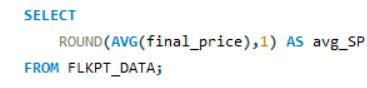 SELECT
ROUND(AVG(final_price),1) AS avg_SP
FROM FLKPT_DATA;